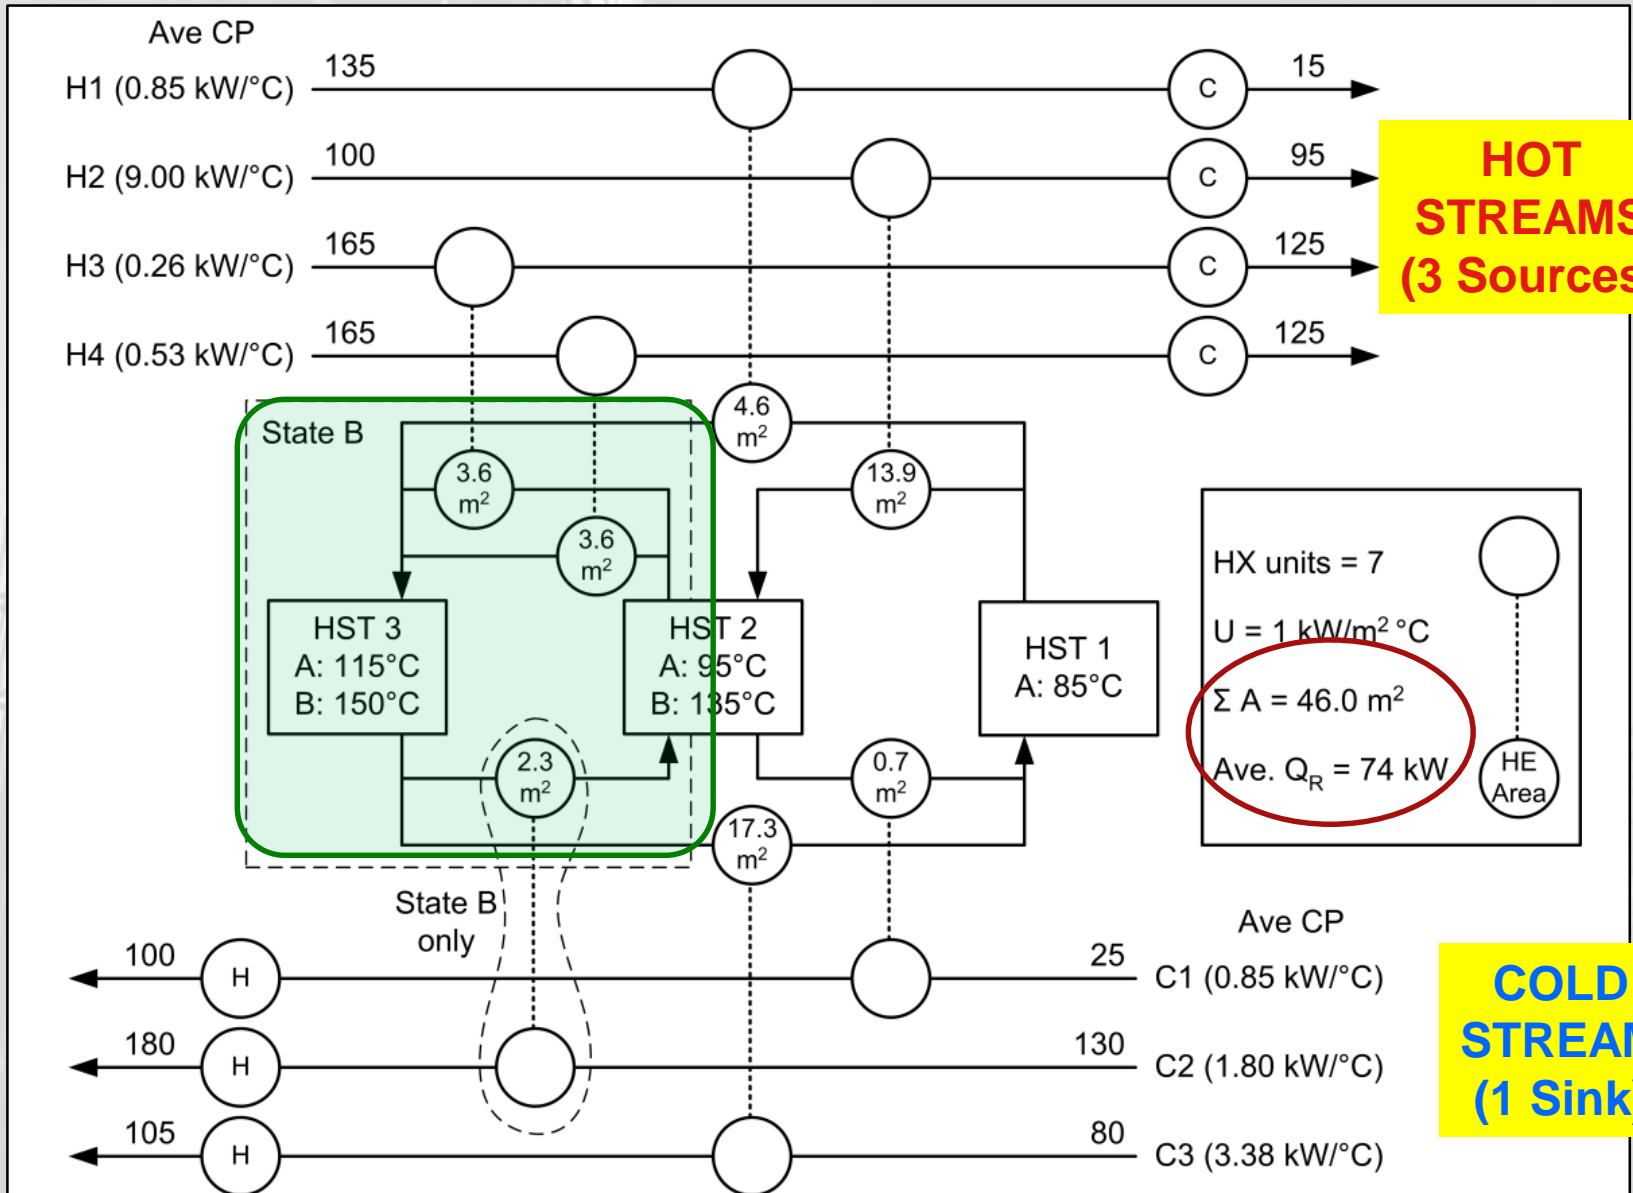 Ave CP
H1 (0.85 kW/°C)
135
15
C
H2 (9.00 kW/°C)
100
95
C
H3 (0.26 kW/°C)
165
125
C
H4 (0.53 kW/°C)
165
125
C
HOT
STREAMS
(3 Sources
State B
4.6
m²
3.6
m²
13.9
m²
3.6
m²
HST 3
A: 115°C
B: 150°C
HST 2
A: 95°C
B: 135°C
HST 1
A: 85°C
HX units = 7
U = 1 kW/m² °C
Σ A = 46.0 m²
Ave. Q_R = 74 kW
HE
Area
2.3
m²
0.7
m²
17.3
m²
State B
only
Ave CP
100
H
25
C1 (0.85 kW/°C)
180
H
130
C2 (1.80 kW/°C)
105
H
80
C3 (3.38 kW/°C)
COLD
STREAM
(1 Sink)